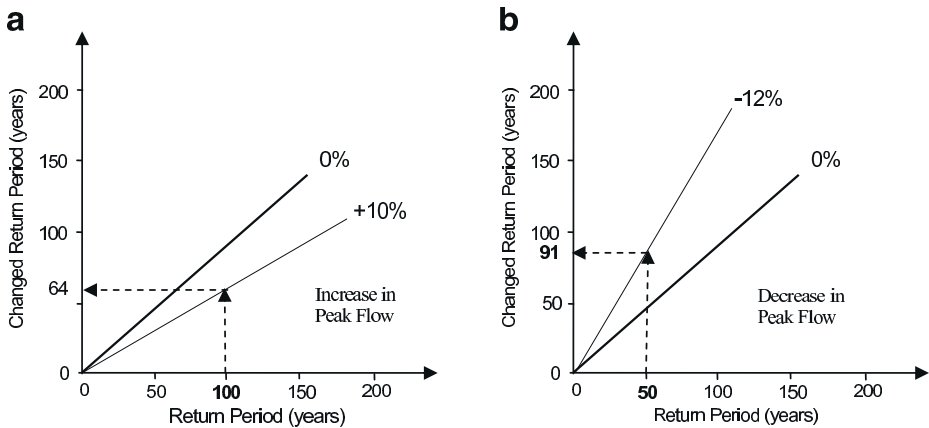 a
Changed Return Period (years)
200
150
100
64
0
0%
+10%
Increase in
Peak Flow
0 50 100 150 200
Return Period (years)
b
Changed Return Period (years)
200
150
100
91
50
0
-12%
0%
Decrease in
Peak Flow
0 50 100 150 200
Return Period (years)